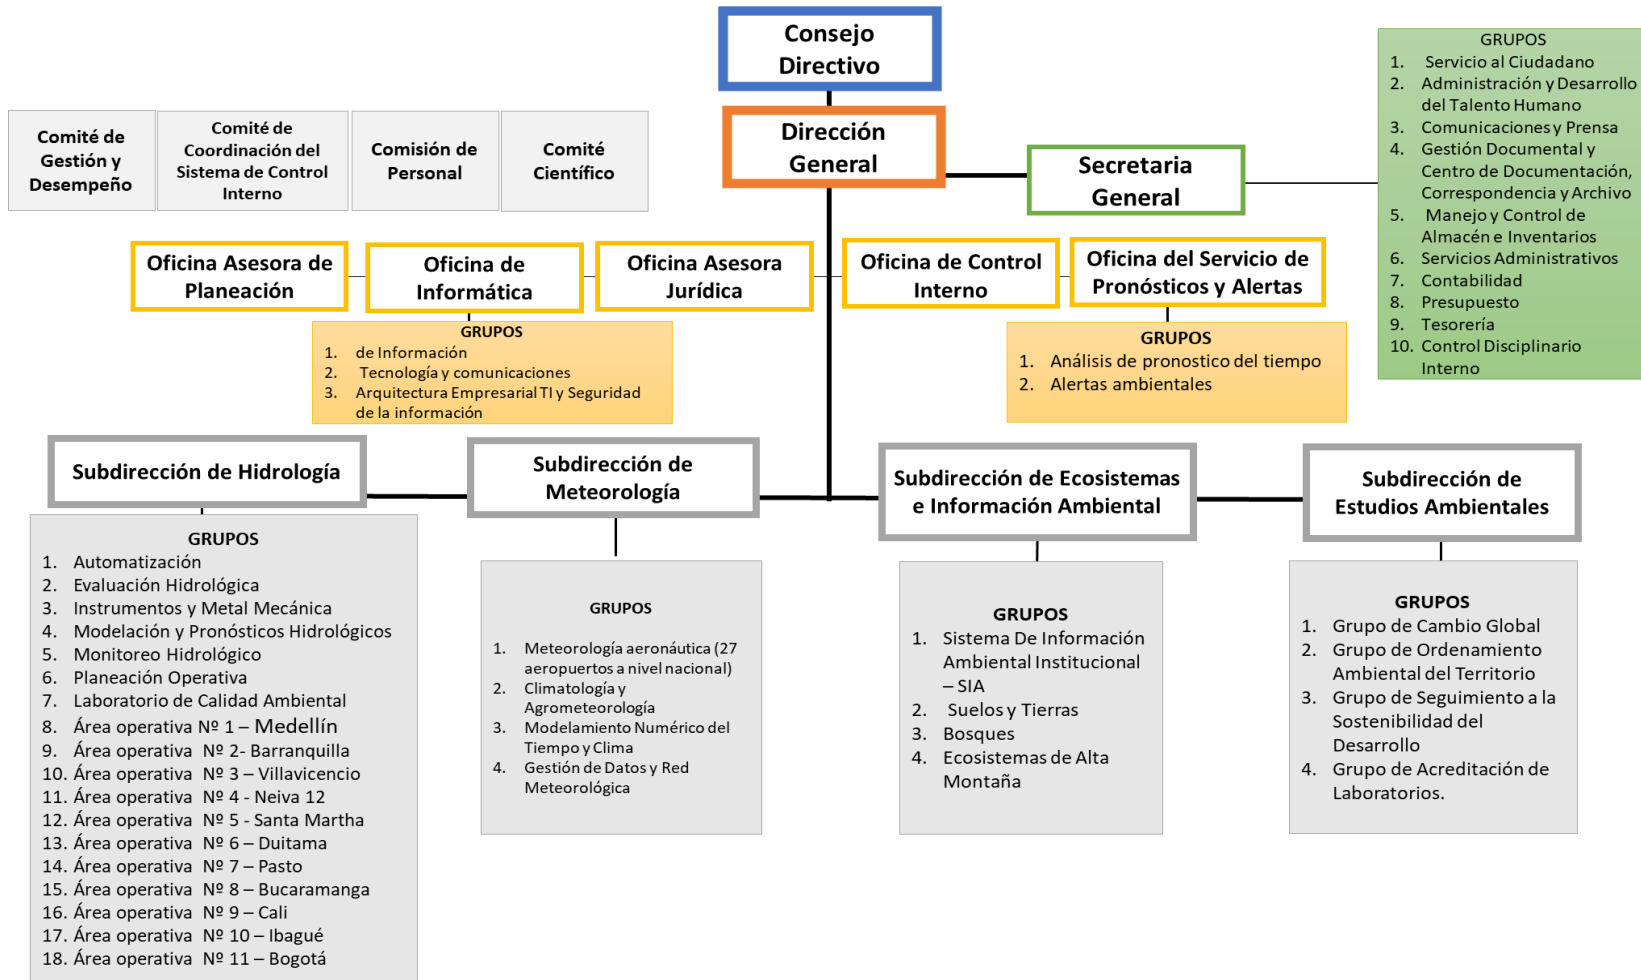 Consejo
Directivo
Dirección
General
Secretaria
General
GRUPOS
1. Servicio al Ciudadano
2. Administración y Desarrollo
del Talento Humano
3. Comunicaciones y Prensa
4. Gestión Documental y
Centro de Documentación,
Correspondencia y Archivo
5. Manejo y Control de
Almacén e Inventarios
6. Servicios Administrativos
7. Contabilidad
8. Presupuesto
9. Tesorería
10. Control Disciplinario
Interno
Comité de
Gestión y
Desempeño
Comité de
Coordinación del
Sistema de Control
Interno
Comisión de
Personal
Comité
Científico
Oficina Asesora de
Planeación
Oficina de
Informática
Oficina Asesora
Jurídica
Oficina de Control
Interno
Oficina del Servicio de
Pronósticos y Alertas
GRUPOS
1. de Información
2. Tecnología y comunicaciones
3. Arquitectura Empresarial TI y Seguridad
de la información
GRUPOS
1. Análisis de pronostico del tiempo
2. Alertas ambientales
Subdirección de Hidrología
Subdirección de
Meteorología
Subdirección de Ecosistemas
e Información Ambiental
Subdirección de
Estudios Ambientales
GRUPOS
1. Automatización
2. Evaluación Hidrológica
3. Instrumentos y Metal Mecánica
4. Modelación y Pronósticos Hidrológicos
5. Monitoreo Hidrológico
6. Planeación Operativa
7. Laboratorio de Calidad Ambiental
8. Área operativa Nº 1 – Medellín
9. Área operativa Nº 2- Barranquilla
10. Área operativa Nº 3 – Villavicencio
11. Área operativa Nº 4 - Neiva 12
12. Área operativa Nº 5 - Santa Martha
13. Área operativa Nº 6 – Duitama
14. Área operativa Nº 7 – Pasto
15. Área operativa Nº 8 – Bucaramanga
16. Área operativa Nº 9 – Cali
17. Área operativa Nº 10 – Ibagué
18. Área operativa Nº 11 – Bogotá
GRUPOS
1. Meteorología aeronáutica (27
aeropuertos a nivel nacional)
2. Climatología y
Agrometeorología
3. Modelamiento Numérico del
Tiempo y Clima
4. Gestión de Datos y Red
Meteorológica
GRUPOS
1. Sistema De Información
Ambiental Institucional
– SIA
2. Suelos y Tierras
3. Bosques
4. Ecosistemas de Alta
Montaña
GRUPOS
1. Grupo de Cambio Global
2. Grupo de Ordenamiento
Ambiental del Territorio
3. Grupo de Seguimiento a la
Sostenibilidad del
Desarrollo
4. Grupo de Acreditación de
Laboratorios.